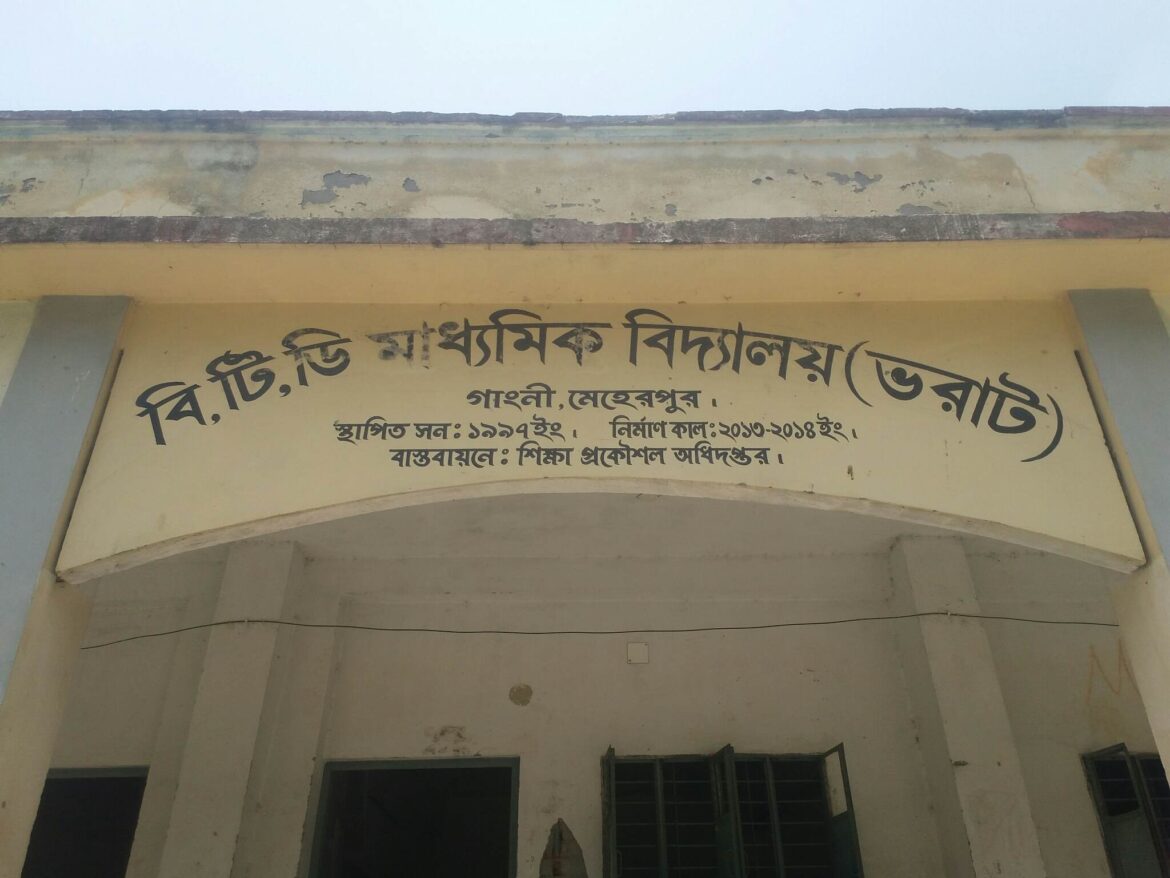 বি,টি,ডি মাধ্যমিক বিদ্যালয় (ভরাট)
গাংনী, মেহেরপুর।
স্থাপিত সন: ১৯৯৭ইং। নির্মাণ কাল: ২০১৩-২০১৪ইং।
বাস্তবায়নে: শিক্ষা প্রকৌশল অধিদপ্তর।